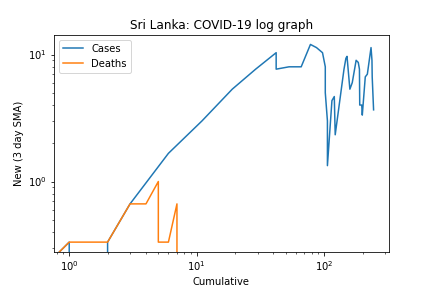 Sri Lanka: COVID-19 log graph
Cases
Deaths
New (3 day SMA)
10¹
10⁰
10⁰ 10¹ 10²
Cumulative